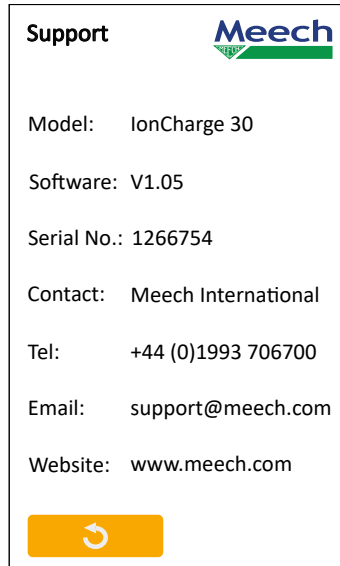 Support
Meech
MEECH
Model: IonCharge 30
Software: V1.05
Serial No.: 1266754
Contact: Meech International
Tel: +44 (0)1993 706700
Email: support@meech.com
Website: www.meech.com